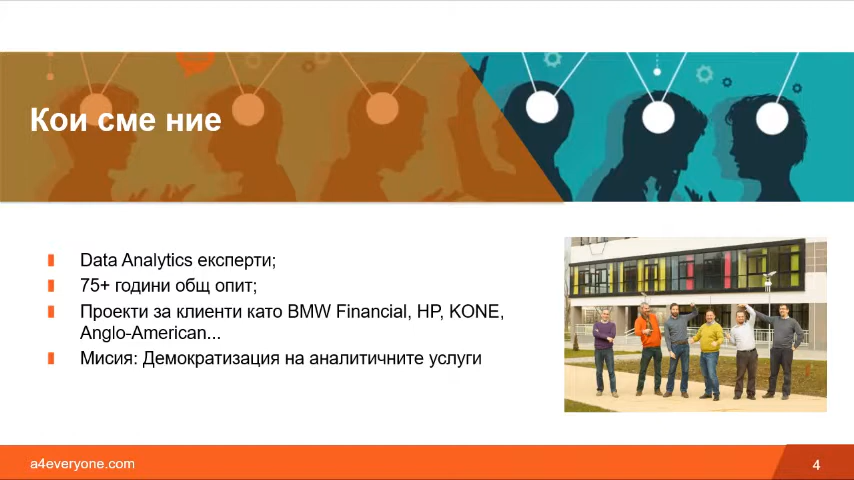 Кои сме ние
Data Analytics експерти;
75+ години общ опит;
Проекти за клиенти като BMW Financial, HP, KONE,
Anglo-American...
Мисия: Демократизация на аналитичните услуги
a4everyone.com
4